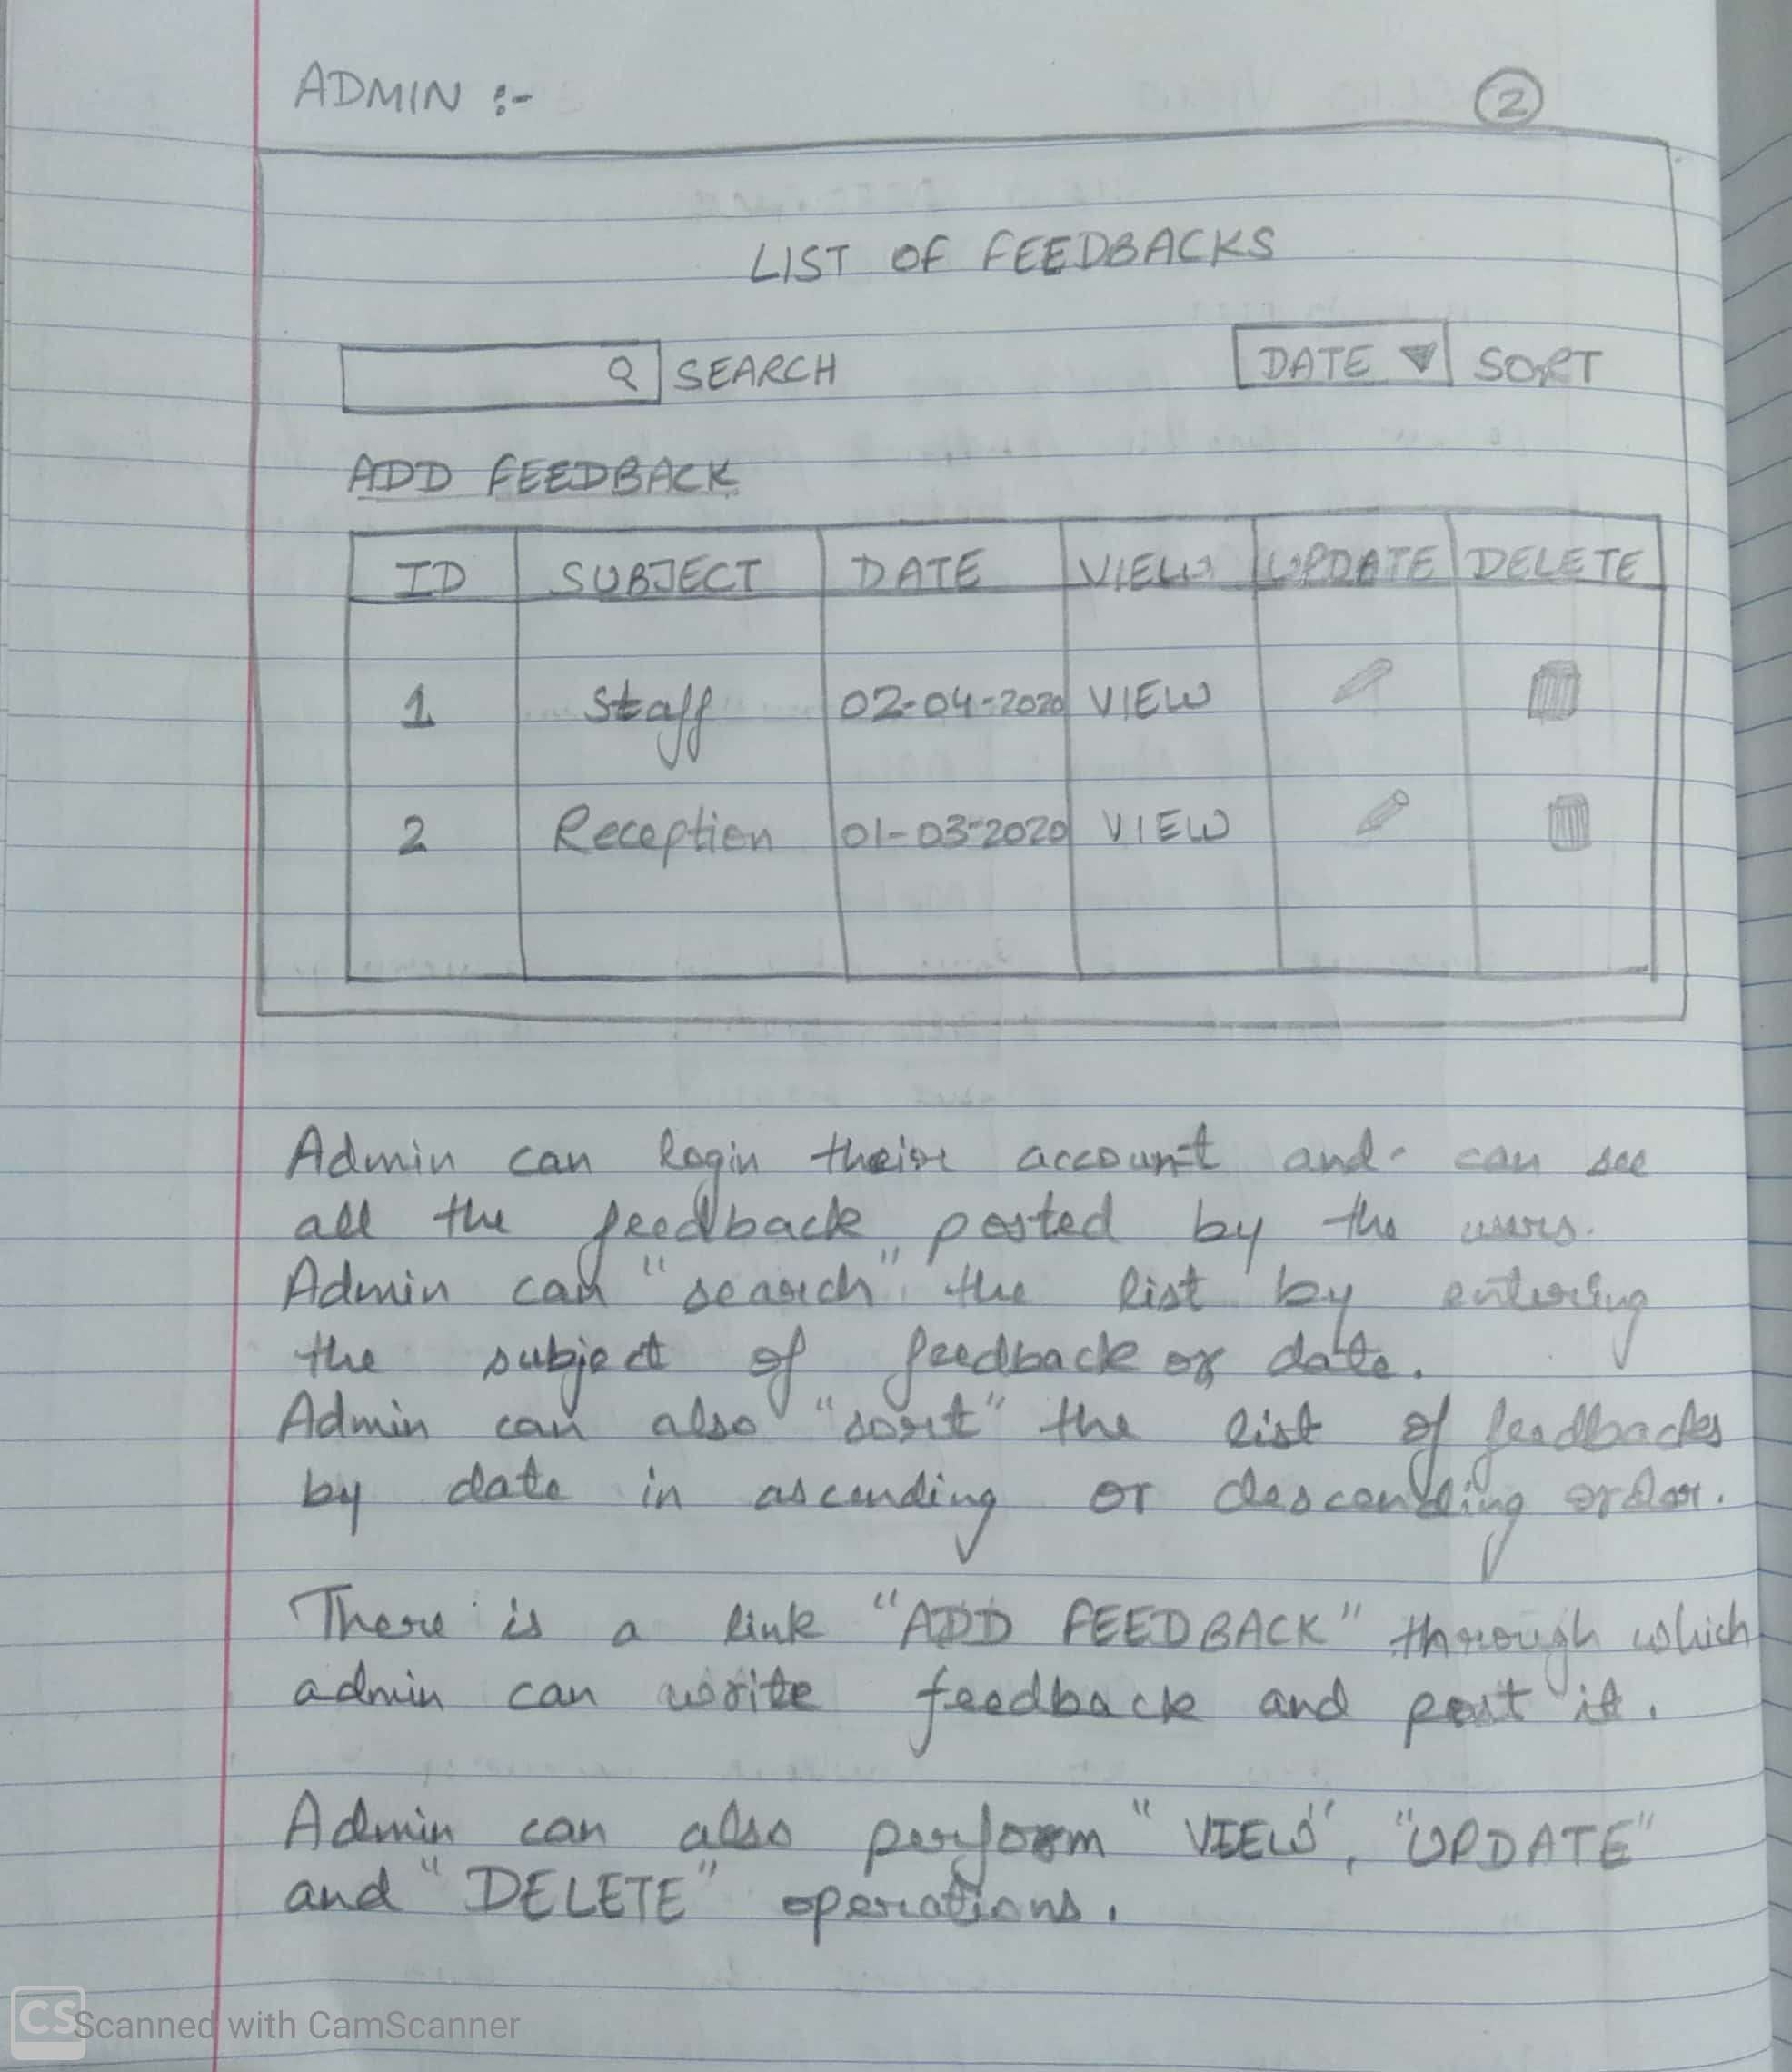 ADMIN :-
2
LIST OF FEEDBACKS
SEARCH DATE ▼ SORT
ADD FEEDBACK
ID SUBJECT DATE VIEW UPDATE DELETE
1 Staff 02-04-2020 VIEW
2 Reception 01-03-2020 VIEW
Admin can login their account and can see
all the feedback posted by the users.
Admin can "search" the list by entering
the subject of feedback or date.
Admin can also "sort" the list of feedbacks
by date in ascending or descending order.
There is a link "ADD FEEDBACK" through which
admin can write feedback and post it.
Admin can also perform "VIEW", "UPDATE"
and "DELETE" operations.
CS Scanned with CamScanner